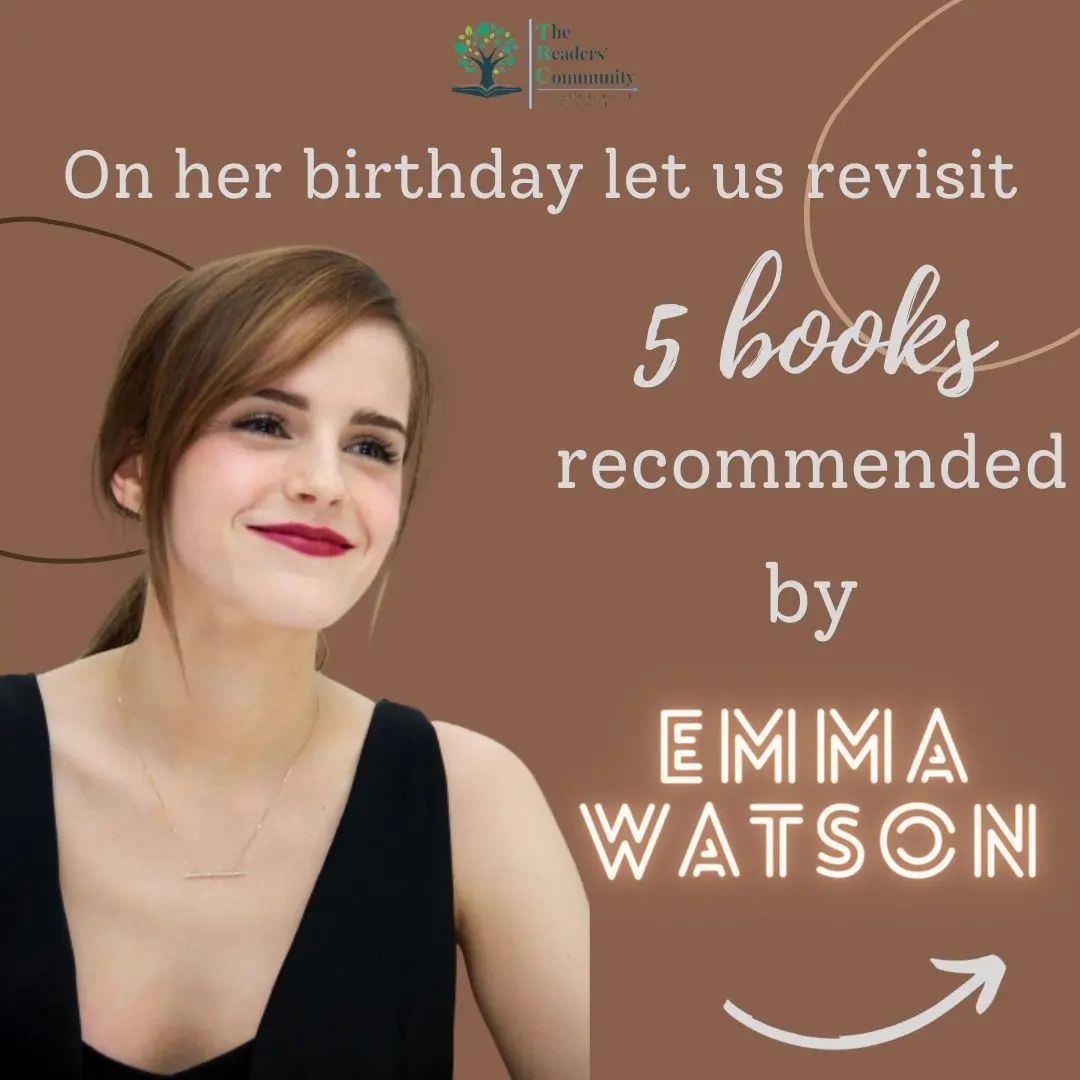 The
Readers'
Community
On her birthday let us revisit
5 books
recommended
by
EMMA
WATSON